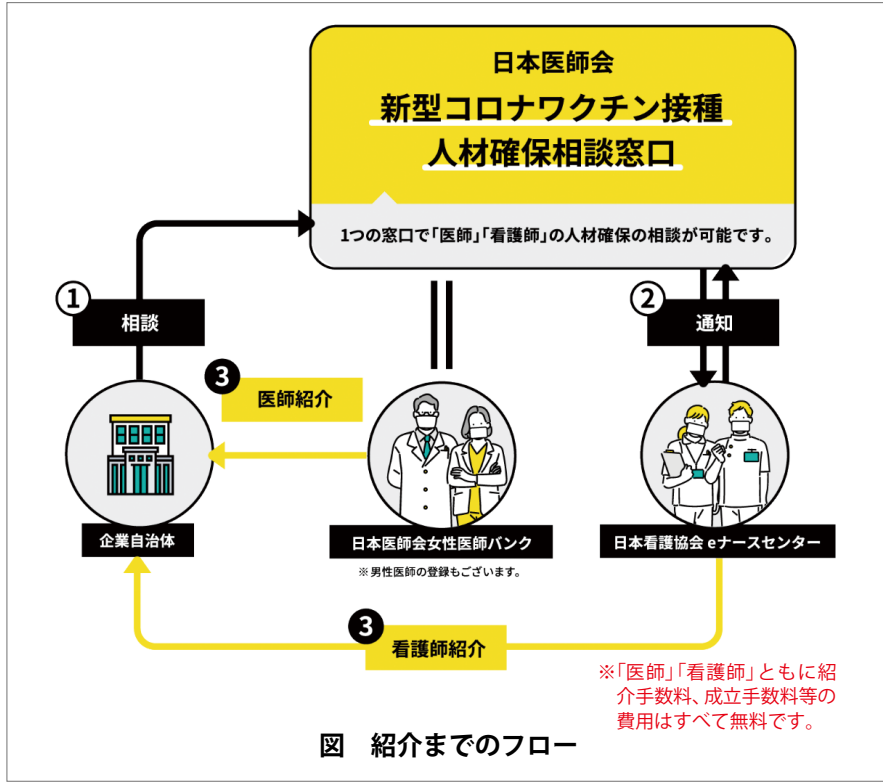 日本医師会
新型コロナワクチン接種
人材確保相談窓口
1つの窓口で「医師」「看護師」の人材確保の相談が可能です。
① 相談
② 通知
❸ 医師紹介
企業自治体
日本医師会女性医師バンク
※男性医師の登録もございます。
日本看護協会 eナースセンター
❸ 看護師紹介
※「医師」「看護師」ともに紹
介手数料、成立手数料等の
費用はすべて無料です。
図　紹介までのフロー